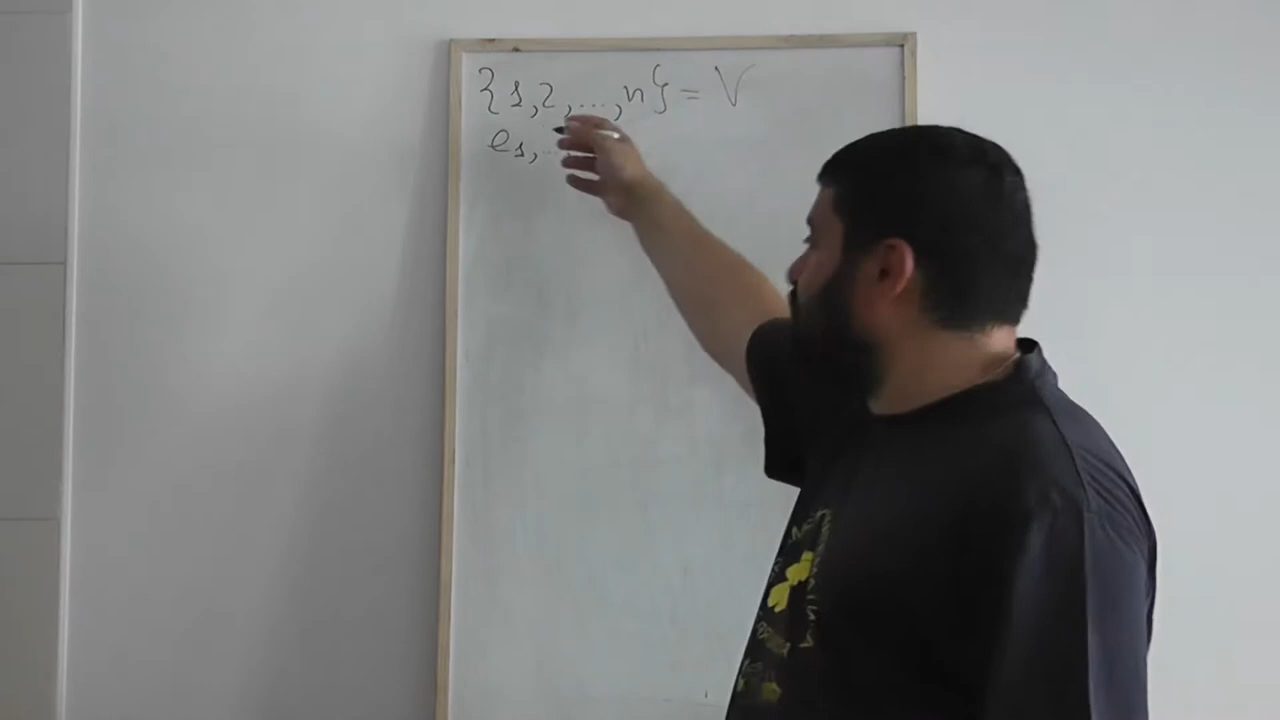 {1,2,...,n} = V
e₁,...